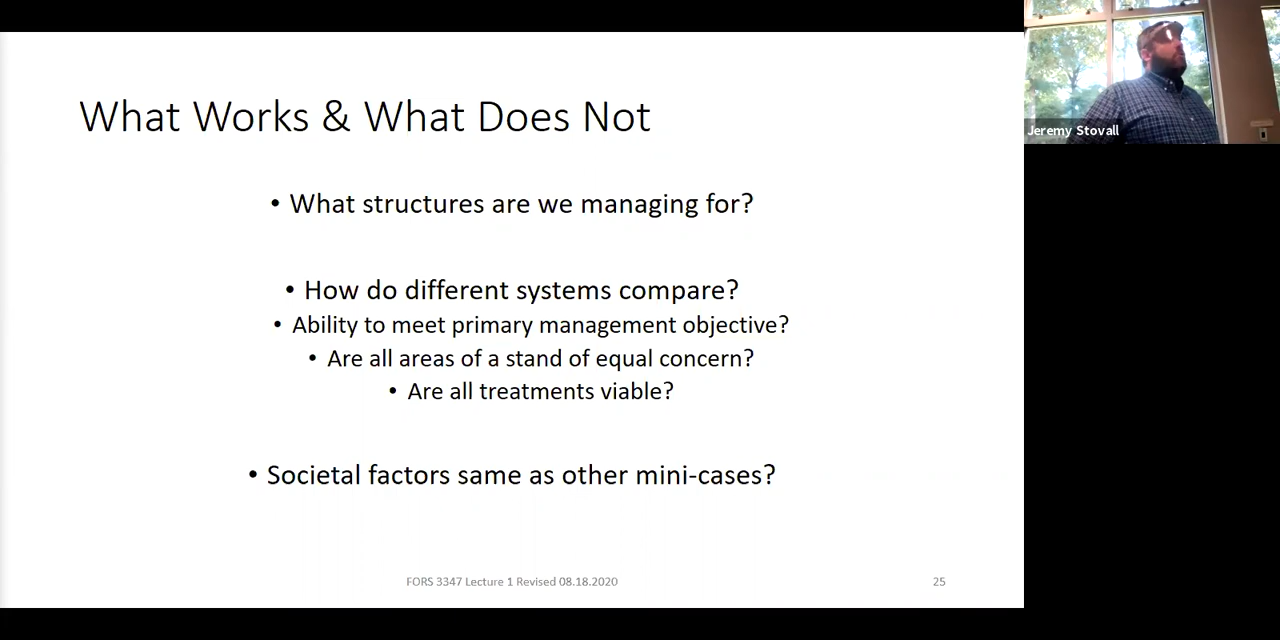 What Works & What Does Not
• What structures are we managing for?
• How do different systems compare?
• Ability to meet primary management objective?
• Are all areas of a stand of equal concern?
• Are all treatments viable?
• Societal factors same as other mini-cases?
FORS 3347 Lecture 1 Revised 08.18.2020
25
Jeremy Stovall